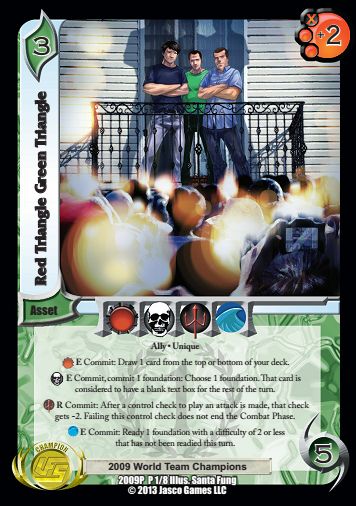 3
X
+2
Red Triangle Green Triangle
Asset
Ally • Unique
E Commit: Draw 1 card from the top or bottom of your deck.
E Commit, commit 1 foundation: Choose 1 foundation. That card is
considered to have a blank text box for the rest of the turn.
R Commit: After a control check to play an attack is made, that check
gets -2. Failing this control check does not end the Combat Phase.
E Commit: Ready 1 foundation with a difficulty of 2 or less
that has not been readied this turn.
CHAMPION
UFS
5
2009 World Team Champions
2009P P 1/8 Illus. Santa Fung
© 2013 Jasco Games LLC